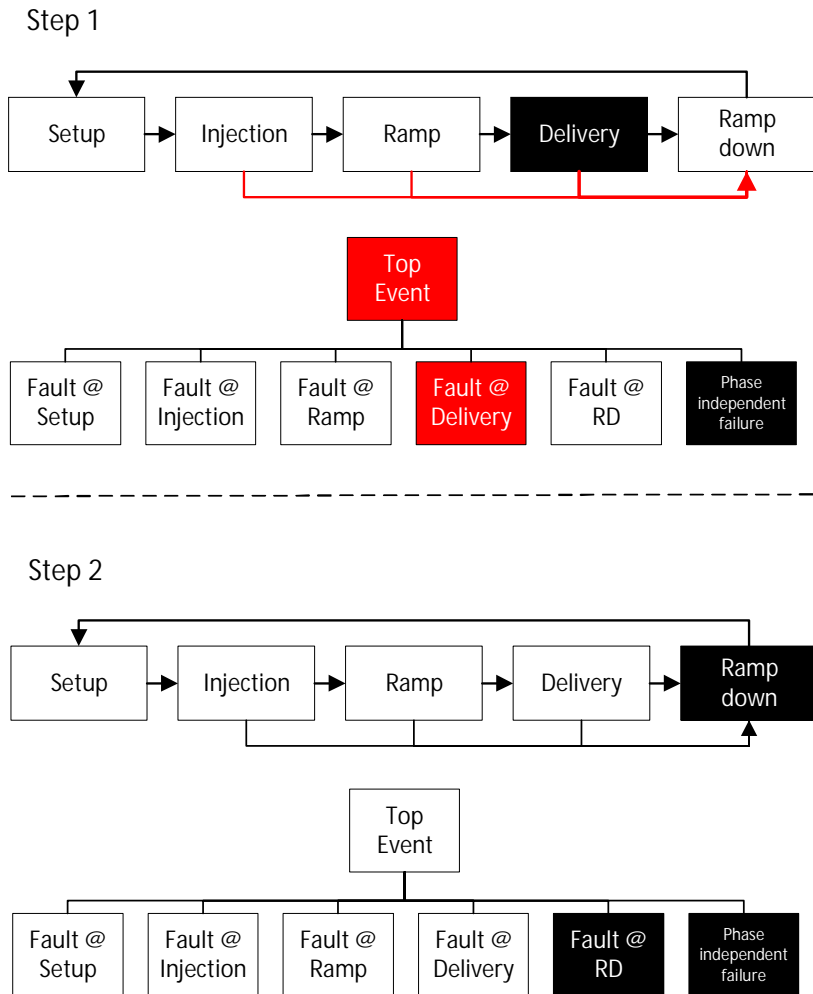 Step 1
Setup
Injection
Ramp
Delivery
Ramp
down
Top
Event
Fault @
Setup
Fault @
Injection
Fault @
Ramp
Fault @
Delivery
Fault @
RD
Phase
independent
failure
Step 2
Setup
Injection
Ramp
Delivery
Ramp
down
Top
Event
Fault @
Setup
Fault @
Injection
Fault @
Ramp
Fault @
Delivery
Fault @
RD
Phase
independent
failure